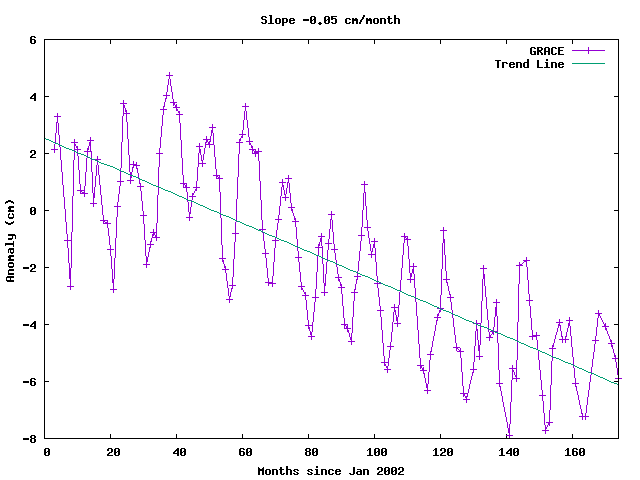 Slope -0.05 cm/month
GRACE
Trend Line
6
4
2
0
-2
-4
-6
-8
Anomaly (cm)
0 20 40 60 80 100 120 140 160
Months since Jan 2002